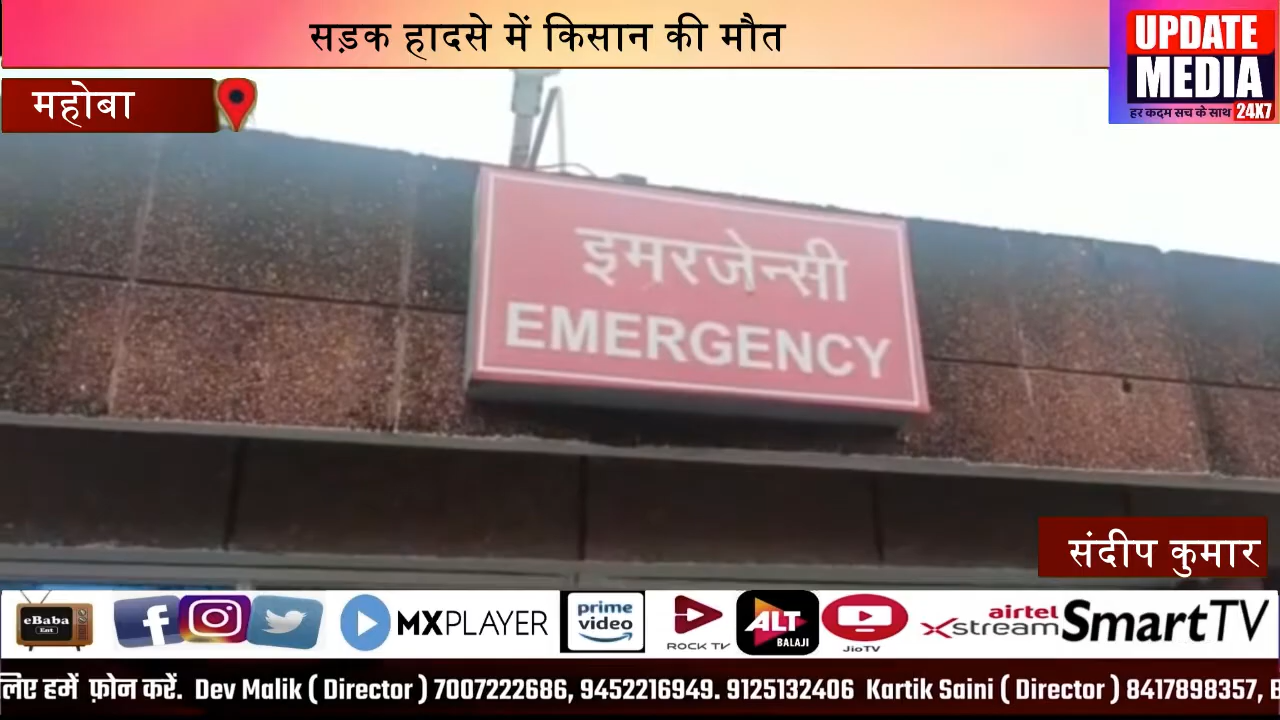 सड़क हादसे में किसान की मौत
UPDATE
MEDIA
हर कदम सच के साथ 24X7
महोबा
इमरजेन्सी
EMERGENCY
संदीप कुमार
eBaba
Ent
MXPLAYER
prime
video
ROCK TV
ALT
BALAJI
JioTV
airtel
xstream
SmartTV
लिए हमें फ़ोन करें. Dev Malik ( Director ) 7007222686, 9452216949. 9125132406 Kartik Saini ( Director ) 8417898357,